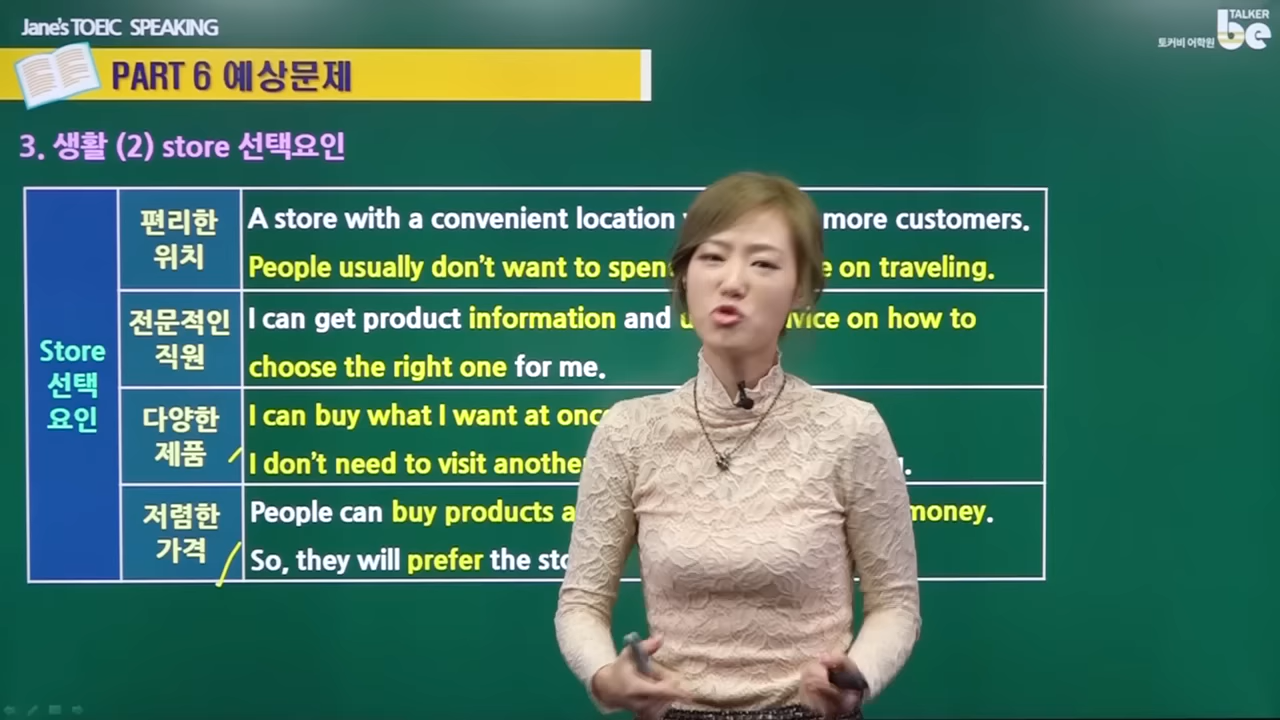 Jane's TOEIC SPEAKING
TALKER
be
토커비 어학원
PART 6 예상문제
3. 생활 (2) store 선택요인
Store
선택
요인
편리한
위치
A store with a convenient location more customers.
People usually don't want to on traveling.
전문적인
직원
I can get product information and on how to
choose the right one for me.
다양한
제품
I can buy what I want at
I don't need to visit
저렴한
가격
People can buy products money.
So, they will prefer the